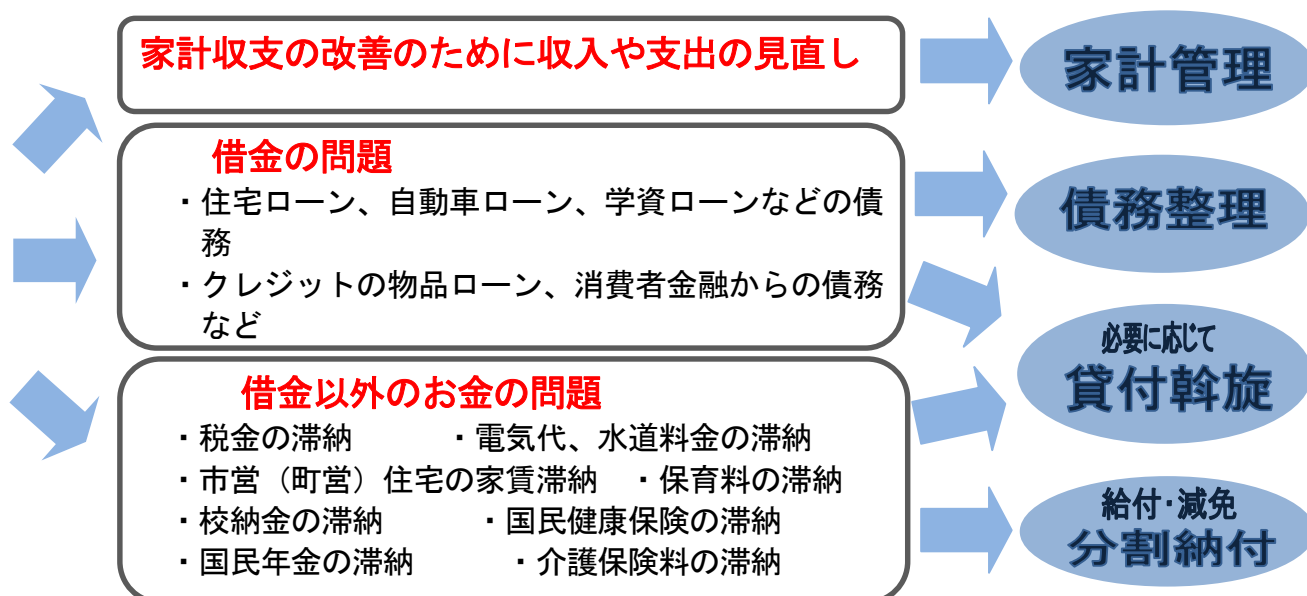 家計収支の改善のために収入や支出の見直し
家計管理
借金の問題
・住宅ローン、自動車ローン、学資ローンなどの債
務
・クレジットの物品ローン、消費者金融からの債務
など
債務整理
必要に応じて
貸付斡旋
借金以外のお金の問題
・税金の滞納　・電気代、水道料金の滞納
・市営（町営）住宅の家賃滞納　・保育料の滞納
・校納金の滞納　・国民健康保険の滞納
・国民年金の滞納　・介護保険料の滞納
給付・減免
分割納付